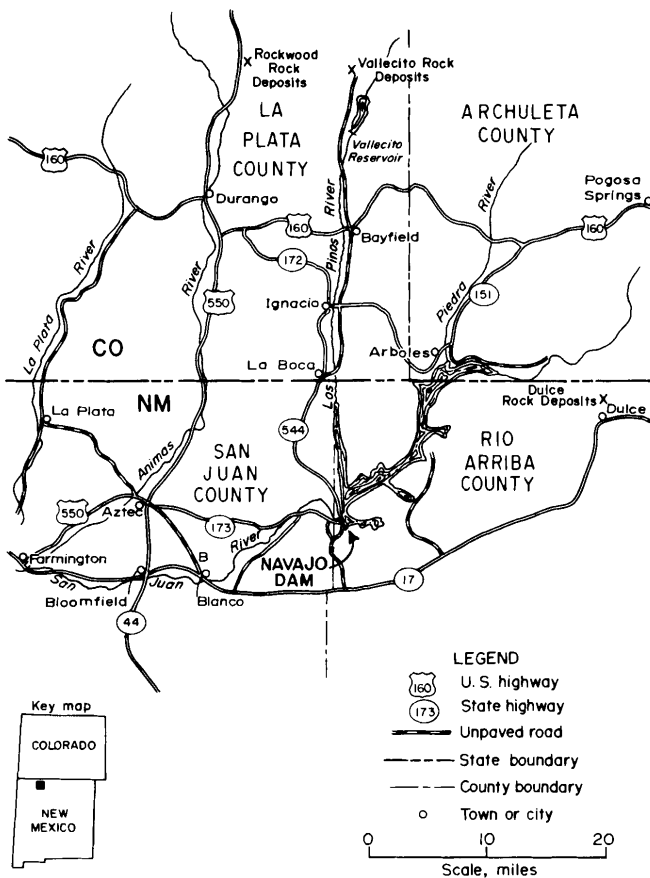 Rockwood
Rock
Deposits
Vallecito Rock
Deposits
LA
PLATA
COUNTY
ARCHULETA
COUNTY
Vallecito
Reservoir
160
Durango
River
Pinos
River
Pogosa
Springs
160
Bayfield
160
172
La Plata River
River
550
Ignacio
Piedra
151
Arboles
CO
La Boca
Los
NM
Dulce
Rock Deposits
Dulce
La Plata
Animas
544
SAN
JUAN
COUNTY
RIO
ARRIBA
COUNTY
550
Aztec
173
River
B
NAVAJO
DAM
17
Farmington
San Juan
Bloomfield
Blanco
44
LEGEND
160 U.S. highway
173 State highway
Unpaved road
State boundary
County boundary
Town or city
0 10 20
Scale, miles
Key map
COLORADO
NEW
MEXICO